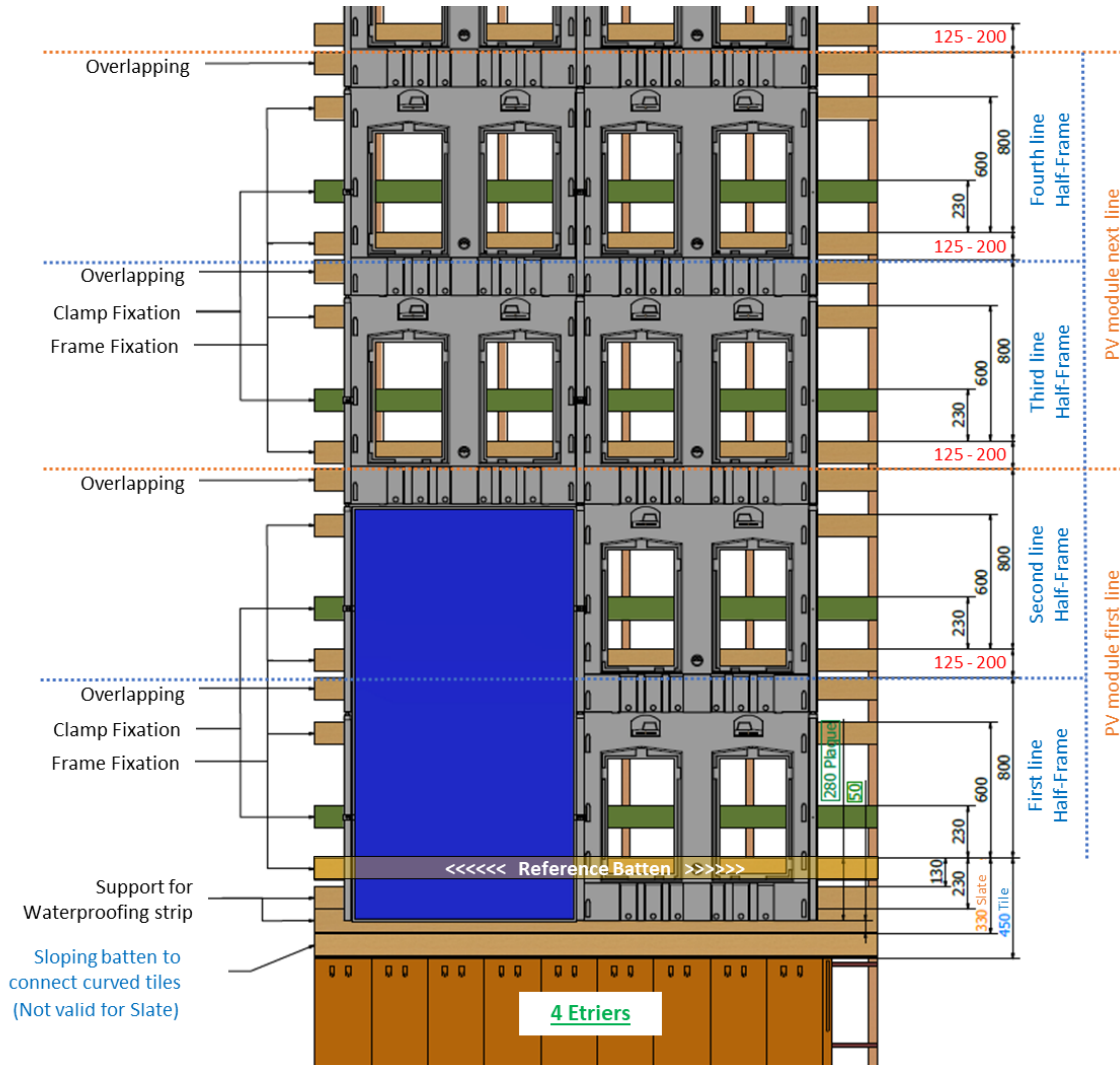 125 - 200
Overlapping
800
600
230
Fourth line
Half-Frame
PV module next line
125 - 200
Overlapping
Clamp Fixation
Frame Fixation
800
600
230
Third line
Half-Frame
125 - 200
Overlapping
800
600
230
Second line
Half-Frame
PV module first line
125 - 200
Overlapping
Clamp Fixation
Frame Fixation
280 Plaque
50
800
600
230
First line
Half-Frame
<<<<<< Reference Batten >>>>>>
130
230
330 Slate
450 Tile
Support for
Waterproofing strip
Sloping batten to
connect curved tiles
(Not valid for Slate)
4 Etriers